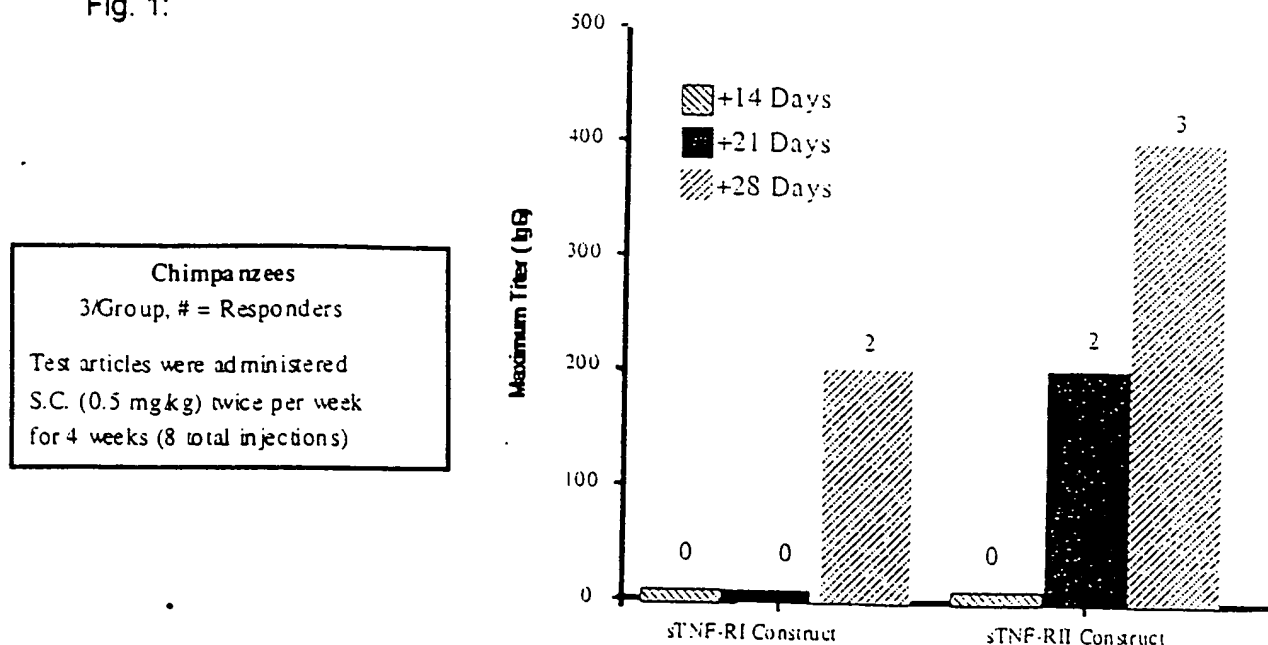 Fig. 1:
Chimpanzees
3/Group, # = Responders
Test articles were administered
S.C. (0.5 mg/kg) twice per week
for 4 weeks (8 total injections)
Maximum Titer (IgG)
500
400
300
200
100
0
+14 Days
+21 Days
+28 Days
0
0
2
0
2
3
sTNF-RI Construct
sTNF-RII Construct